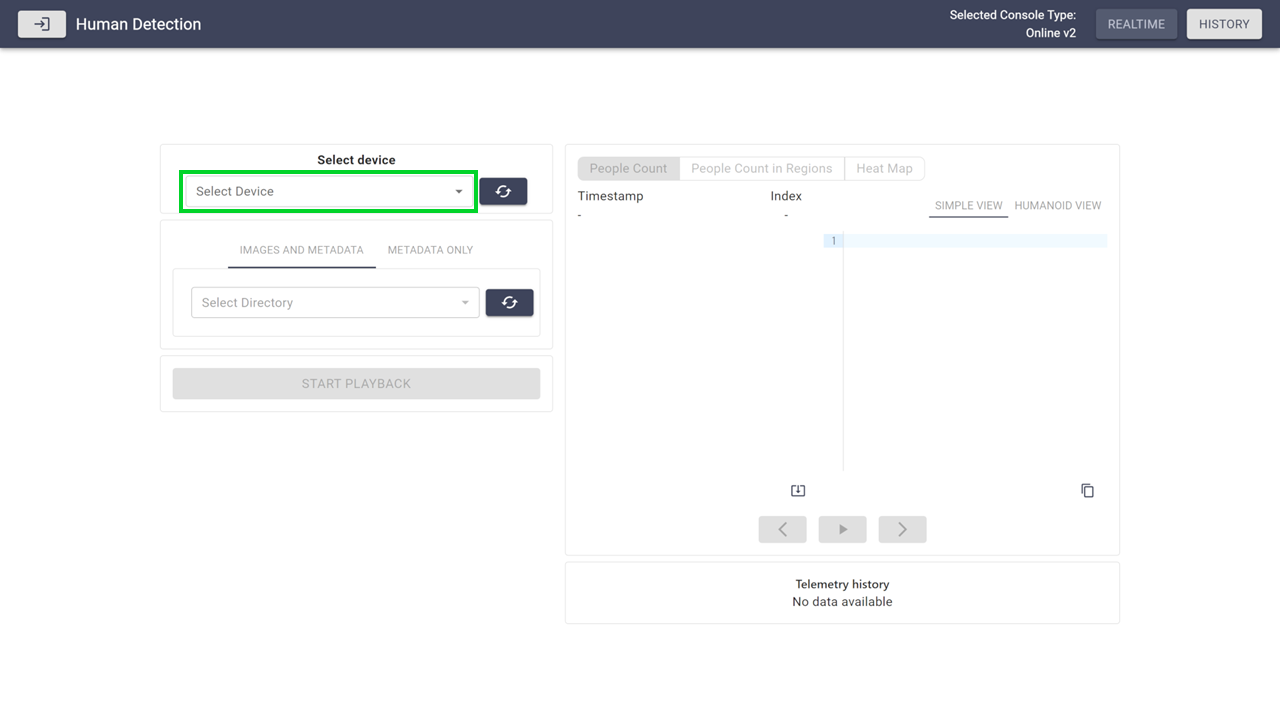 Human Detection
Selected Console Type:
Online v2
REALTIME
HISTORY
Select device
Select Device
IMAGES AND METADATA
METADATA ONLY
Select Directory
START PLAYBACK
People Count
People Count in Regions
Heat Map
Timestamp
Index
-
-
SIMPLE VIEW
HUMANOID VIEW
1
Telemetry history
No data available